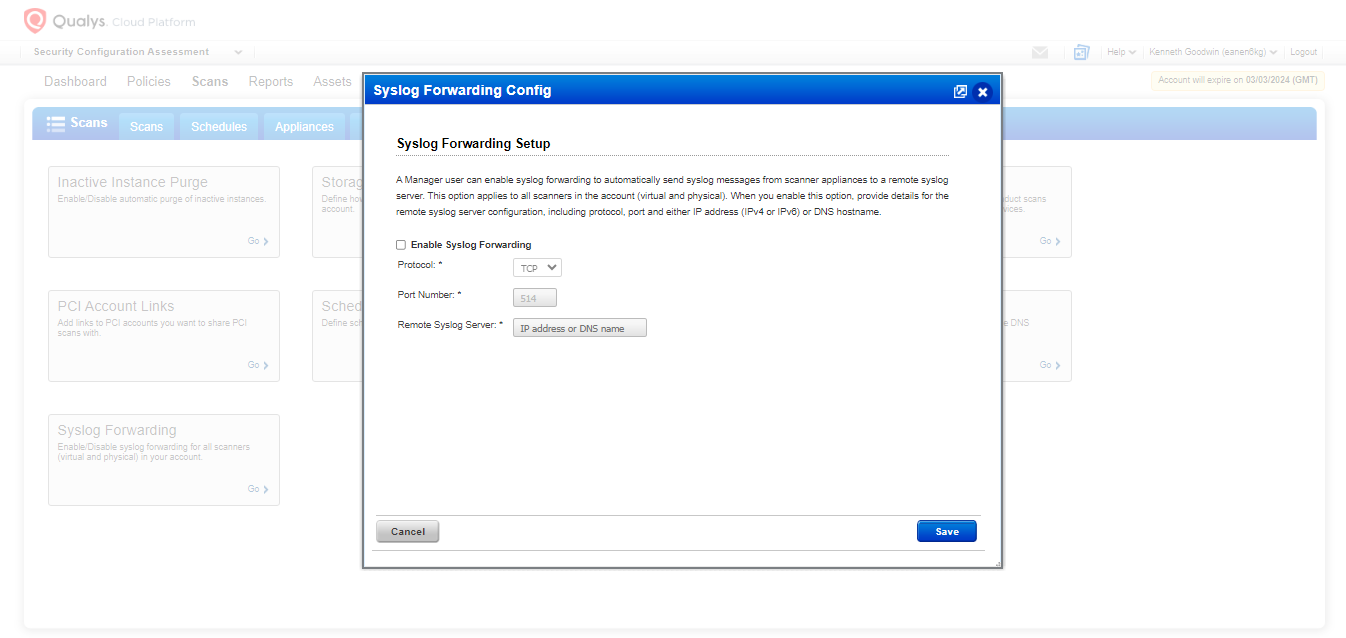 Qualys. Cloud Platform
Security Configuration Assessment
Help
Kenneth Goodwin (eanen6kg)
Logout
Dashboard
Policies
Scans
Reports
Assets
Account will expire on 03/03/2024 (GMT)
Syslog Forwarding Config
Scans
Scans
Schedules
Appliances
Syslog Forwarding Setup
A Manager user can enable syslog forwarding to automatically send syslog messages from scanner appliances to a remote syslog
server. This option applies to all scanners in the account (virtual and physical). When you enable this option, provide details for the
remote syslog server configuration, including protocol, port and either IP address (IPv4 or IPv6) or DNS hostname.
Enable Syslog Forwarding
Protocol: *
TCP
Port Number: *
514
Remote Syslog Server: *
IP address or DNS name
Cancel
Save
Inactive Instance Purge
Enable/Disable automatic purge of inactive instances.
Go
Storag
Define how
account.
duct scans
vices.
Go
PCI Account Links
Add links to PCI accounts you want to share PCI
scans with.
Go
Sched
Define sch
e DNS
Go
Syslog Forwarding
Enable/Disable syslog forwarding for all scanners
(virtual and physical) in your account.
Go